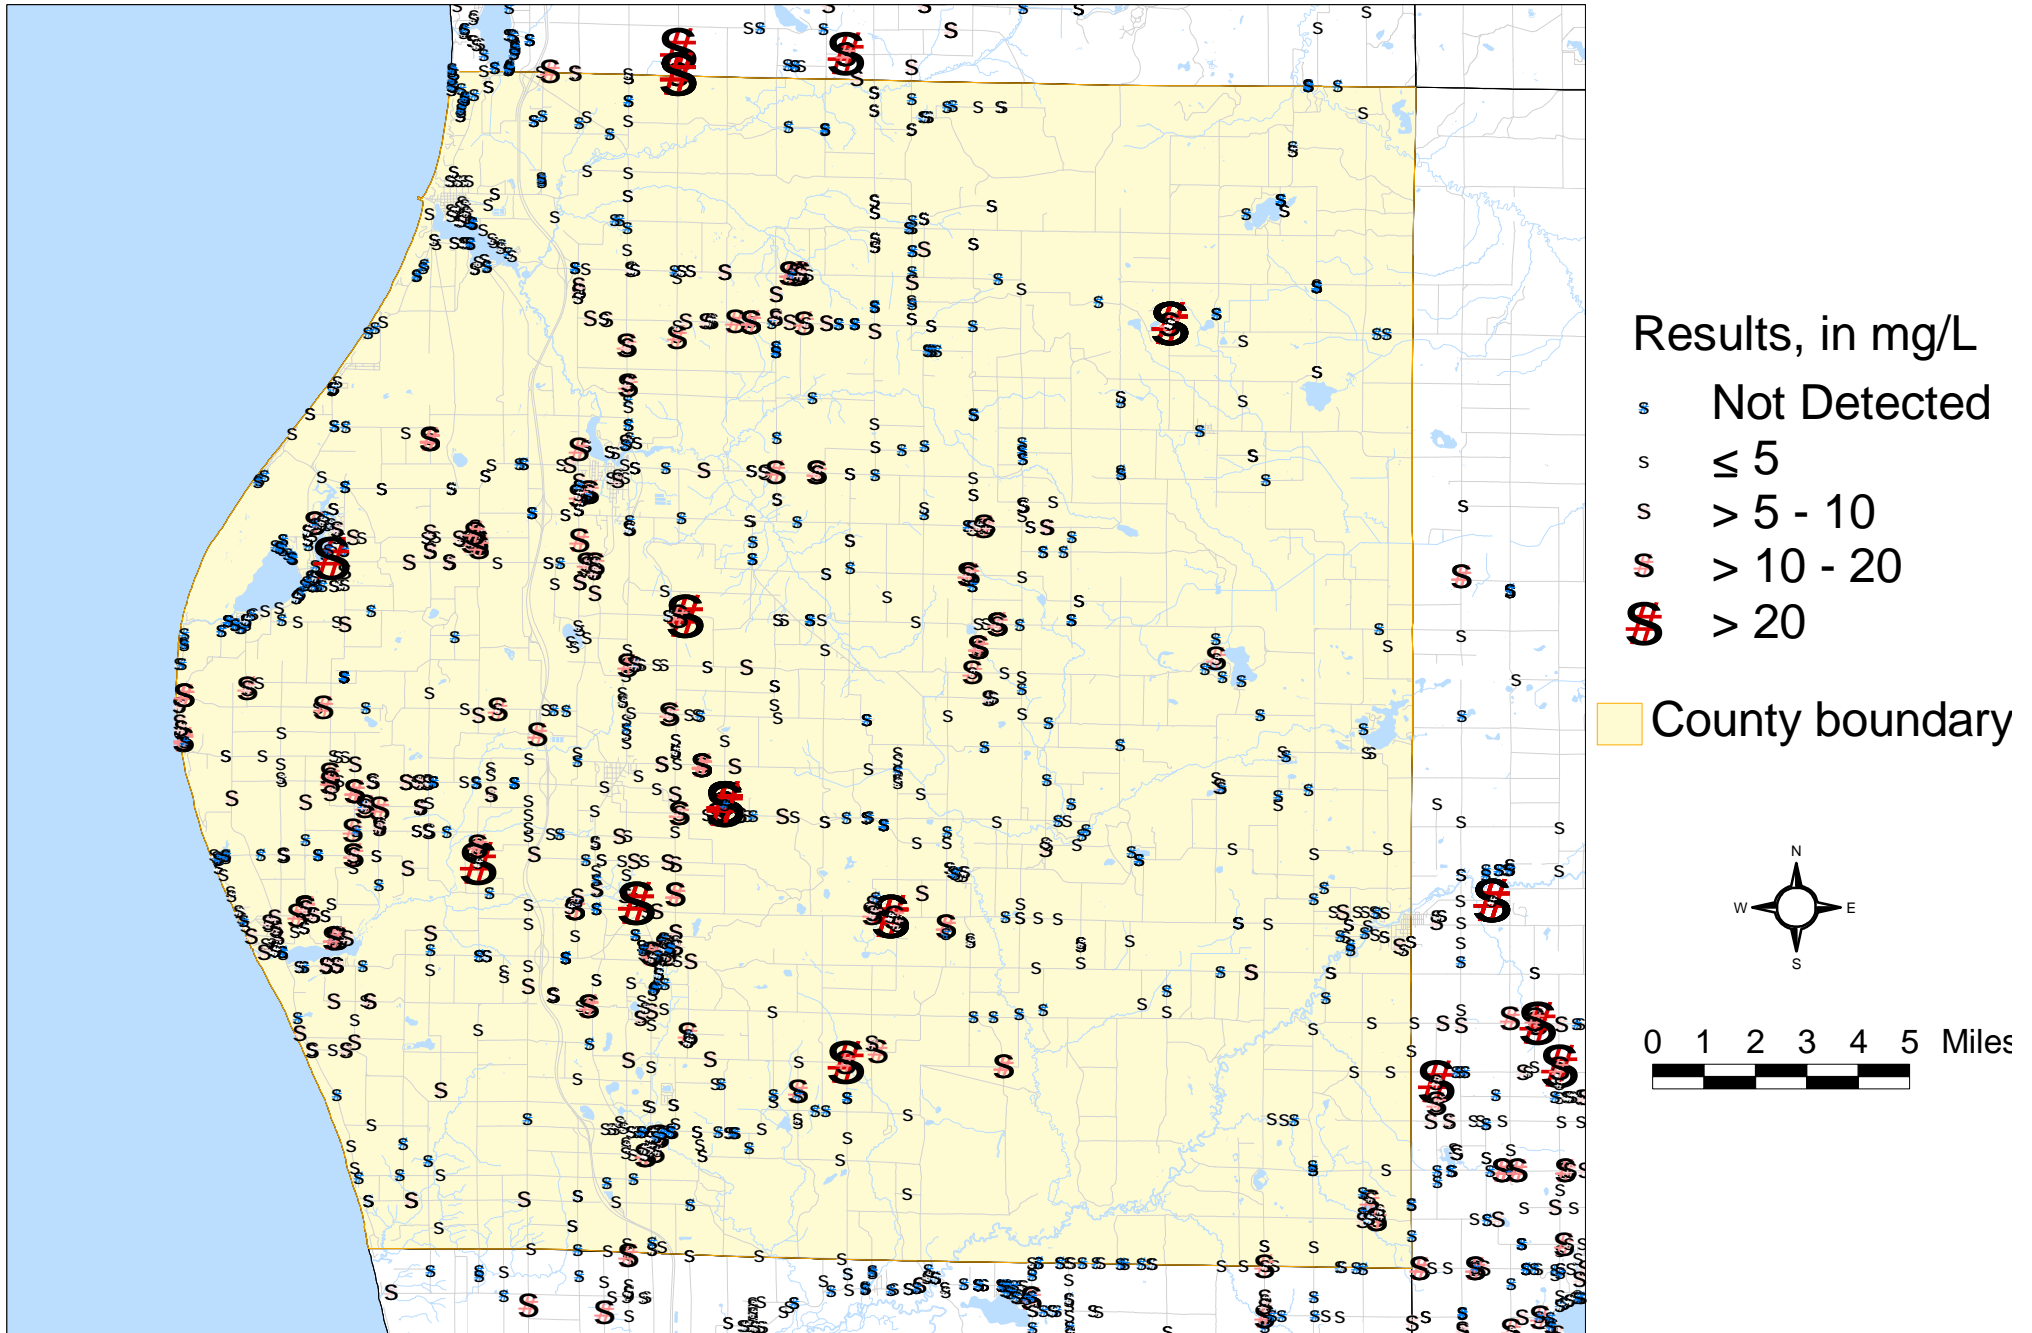 Results, in mg/L
s Not Detected
s ≤ 5
s > 5 - 10
S > 10 - 20
S > 20
County boundary
N
W E
S
0 1 2 3 4 5 Miles